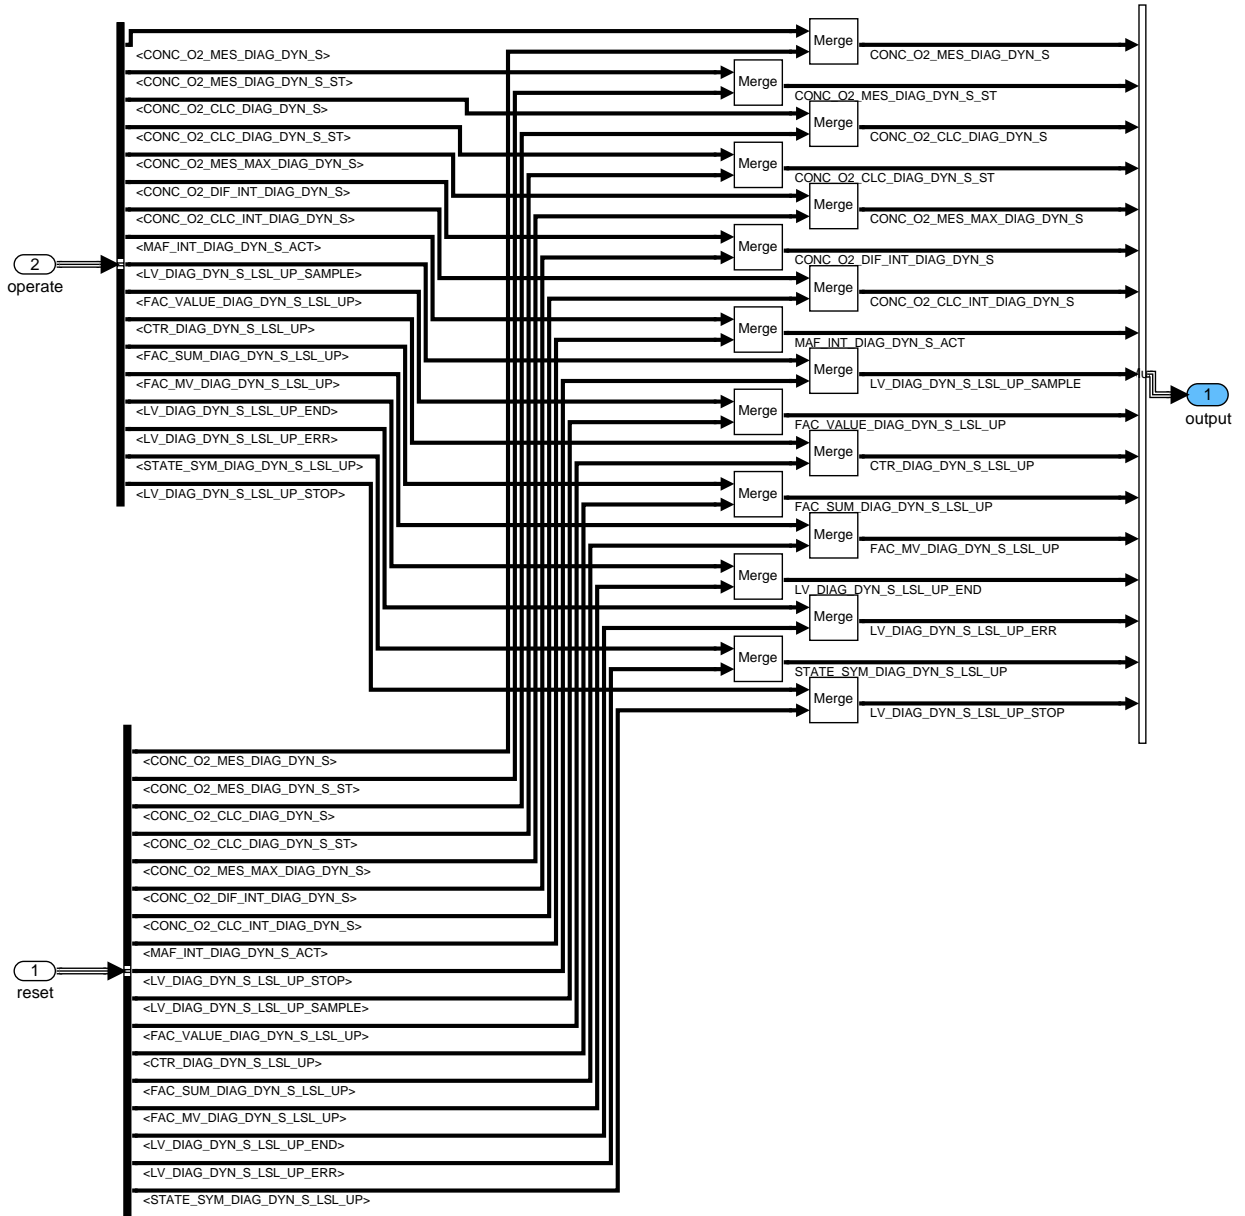 Merge
CONC_O2_MES_DIAG_DYN_S
<CONC_O2_MES_DIAG_DYN_S>
Merge
CONC_O2_MES_DIAG_DYN_S_ST
<CONC_O2_MES_DIAG_DYN_S_ST>
Merge
CONC_O2_CLC_DIAG_DYN_S
<CONC_O2_CLC_DIAG_DYN_S>
<CONC_O2_CLC_DIAG_DYN_S_ST>
Merge
CONC_O2_CLC_DIAG_DYN_S_ST
<CONC_O2_MES_MAX_DIAG_DYN_S>
Merge
CONC_O2_MES_MAX_DIAG_DYN_S
<CONC_O2_DIF_INT_DIAG_DYN_S>
<CONC_O2_CLC_INT_DIAG_DYN_S>
Merge
CONC_O2_DIF_INT_DIAG_DYN_S
<MAF_INT_DIAG_DYN_S_ACT>
2
operate
<LV_DIAG_DYN_S_LSL_UP_SAMPLE>
Merge
CONC_O2_CLC_INT_DIAG_DYN_S
<FAC_VALUE_DIAG_DYN_S_LSL_UP>
<CTR_DIAG_DYN_S_LSL_UP>
Merge
MAF_INT_DIAG_DYN_S_ACT
<FAC_SUM_DIAG_DYN_S_LSL_UP>
Merge
LV_DIAG_DYN_S_LSL_UP_SAMPLE
<FAC_MV_DIAG_DYN_S_LSL_UP>
1
output
<LV_DIAG_DYN_S_LSL_UP_END>
Merge
FAC_VALUE_DIAG_DYN_S_LSL_UP
<LV_DIAG_DYN_S_LSL_UP_ERR>
Merge
CTR_DIAG_DYN_S_LSL_UP
<STATE_SYM_DIAG_DYN_S_LSL_UP>
<LV_DIAG_DYN_S_LSL_UP_STOP>
Merge
FAC_SUM_DIAG_DYN_S_LSL_UP
Merge
FAC_MV_DIAG_DYN_S_LSL_UP
Merge
LV_DIAG_DYN_S_LSL_UP_END
Merge
LV_DIAG_DYN_S_LSL_UP_ERR
Merge
STATE_SYM_DIAG_DYN_S_LSL_UP
Merge
LV_DIAG_DYN_S_LSL_UP_STOP
<CONC_O2_MES_DIAG_DYN_S>
<CONC_O2_MES_DIAG_DYN_S_ST>
<CONC_O2_CLC_DIAG_DYN_S>
<CONC_O2_CLC_DIAG_DYN_S_ST>
<CONC_O2_MES_MAX_DIAG_DYN_S>
<CONC_O2_DIF_INT_DIAG_DYN_S>
<CONC_O2_CLC_INT_DIAG_DYN_S>
<MAF_INT_DIAG_DYN_S_ACT>
1
reset
<LV_DIAG_DYN_S_LSL_UP_STOP>
<LV_DIAG_DYN_S_LSL_UP_SAMPLE>
<FAC_VALUE_DIAG_DYN_S_LSL_UP>
<CTR_DIAG_DYN_S_LSL_UP>
<FAC_SUM_DIAG_DYN_S_LSL_UP>
<FAC_MV_DIAG_DYN_S_LSL_UP>
<LV_DIAG_DYN_S_LSL_UP_END>
<LV_DIAG_DYN_S_LSL_UP_ERR>
<STATE_SYM_DIAG_DYN_S_LSL_UP>